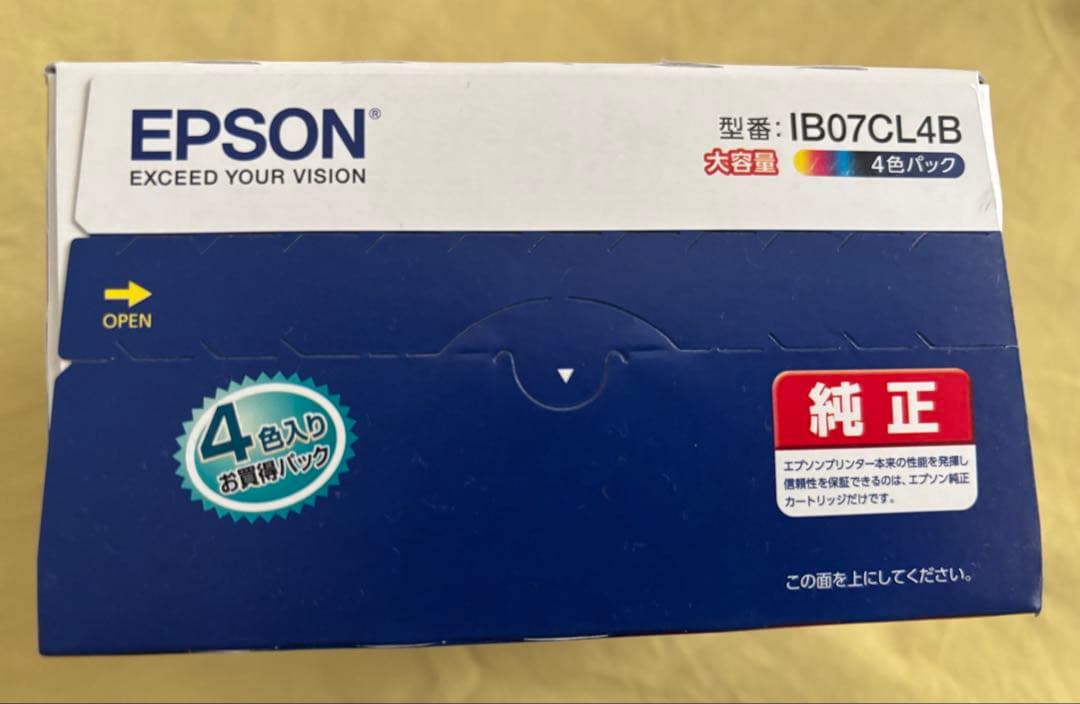 EPSON®
EXCEED YOUR VISION
型番：IB07CL4B
大容量 4色パック
OPEN
4色入り
お買得パック
純正
エプソンプリンター本来の性能を発揮し
信頼性を保証できるのは、エプソン純正
カートリッジだけです。
この面を上にしてください。